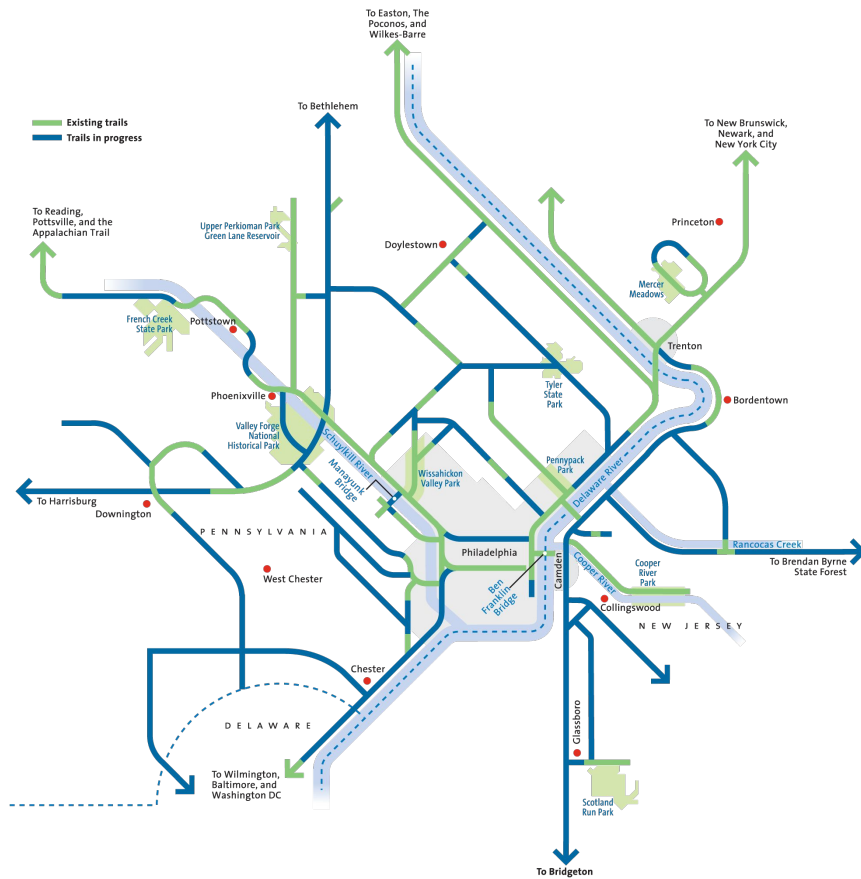 To Easton, The
Poconos, and
Wilkes-Barre
To Bethlehem
Existing trails
Trails in progress
To New Brunswick,
Newark, and
New York City
To Reading,
Pottsville, and the
Appalachian Trail
Upper Perkioman Park
Green Lane Reservoir
Princeton
Doylestown
Mercer
Meadows
French Creek
State Park
Pottstown
Trenton
Tyler
State
Park
Phoenixville
Bordentown
Valley Forge
National
Historical Park
Schuylkill River
Manayunk
Bridge
Wissahickon
Valley Park
Pennypack
Park
Delaware River
To Harrisburg
Downington
PENNSYLVANIA
Philadelphia
Camden
Rancocas Creek
To Brendan Byrne
State Forest
West Chester
Ben
Franklin
Bridge
Cooper River
Cooper
River
Park
Collingswood
NEW JERSEY
Chester
DELAWARE
Glassboro
To Wilmington,
Baltimore, and
Washington DC
Scotland
Run Park
To Bridgeton